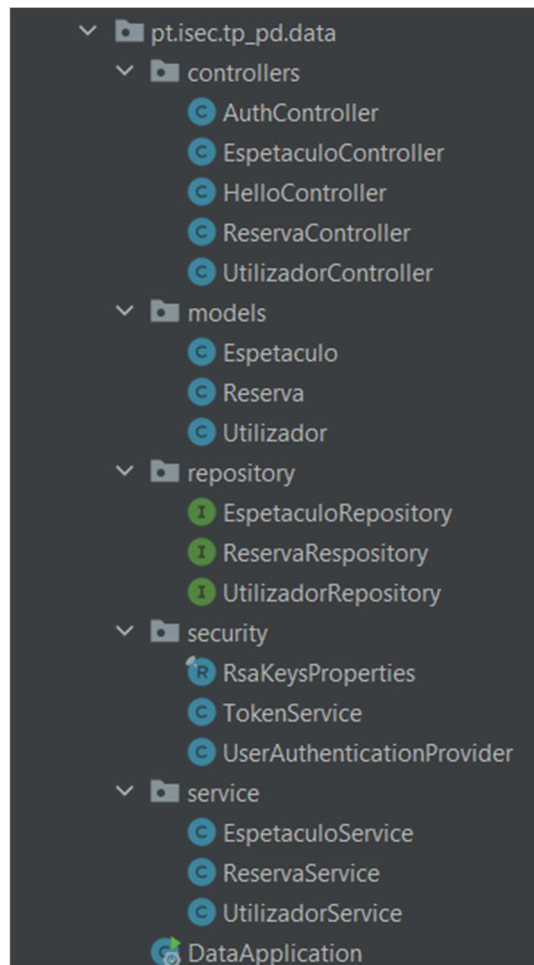 pt.isec.tp_pd.data
controllers
C AuthController
C EspetaculoController
C HelloController
C ReservaController
C UtilizadorController
models
C Espetaculo
C Reserva
C Utilizador
repository
I EspetaculoRepository
I ReservaRespository
I UtilizadorRepository
security
R RsaKeysProperties
C TokenService
C UserAuthenticationProvider
service
C EspetaculoService
C ReservaService
C UtilizadorService
C DataApplication